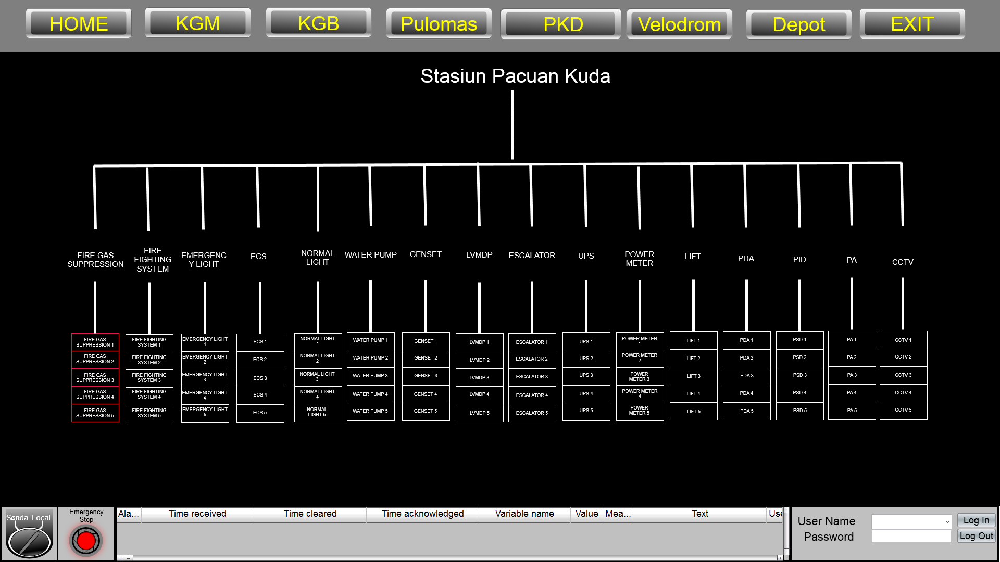 HOME
KGM
KGB
Pulomas
PKD
Velodrom
Depot
EXIT
Stasiun Pacuan Kuda
FIRE GAS
SUPPRESSION
FIRE
FIGHTING
SYSTEM
EMERGENC
Y LIGHT
ECS
NORMAL
LIGHT
WATER PUMP
GENSET
LVMDP
ESCALATOR
UPS
POWER
METER
LIFT
PDA
PID
PA
CCTV
FIRE GAS
SUPPRESSION 1
FIRE GAS
SUPPRESSION 2
FIRE GAS
SUPPRESSION 3
FIRE GAS
SUPPRESSION 4
FIRE GAS
SUPPRESSION 5
FIRE FIGHTING
SYSTEM 1
FIRE FIGHTING
SYSTEM 2
FIRE FIGHTING
SYSTEM 3
FIRE FIGHTING
SYSTEM 4
FIRE FIGHTING
SYSTEM 5
EMERGENCY LIGHT
1
EMERGENCY LIGHT
2
EMERGENCY LIGHT
3
EMERGENCY LIGHT
4
EMERGENCY LIGHT
5
ECS 1
ECS 2
ECS 3
ECS 4
ECS 5
NORMAL LIGHT
1
NORMAL LIGHT
2
NORMAL LIGHT
3
NORMAL LIGHT
4
NORMAL
LIGHT 5
WATER PUMP 1
WATER PUMP 2
WATER PUMP 3
WATER PUMP 4
WATER PUMP 5
GENSET 1
GENSET 2
GENSET 3
GENSET 4
GENSET 5
LVMDP 1
LVMDP 2
LVMDP 3
LVMDP 4
LVMDP 5
ESCALATOR 1
ESCALATOR 2
ESCALATOR 3
ESCALATOR 4
ESCALATOR 5
UPS 1
UPS 2
UPS 3
UPS 4
UPS 5
POWER METER
1
POWER METER
2
POWER
METER 3
POWER METER
4
POWER
METER 5
LIFT 1
LIFT 2
LIFT 3
LIFT 4
LIFT 5
PDA 1
PDA 2
PDA 3
PDA 4
PDA 5
PSD 1
PSD 2
PSD 3
PSD 4
PSD 5
PA 1
PA 2
PA 3
PA 4
PA 5
CCTV 1
CCTV 2
CCTV 3
CCTV 4
CCTV 5
Local
Emergency
Stop
Ala...
Time received
Time cleared
Time acknowledged
Variable name
Value
Mea...
Text
Use
User Name
Password
Log In
Log Out